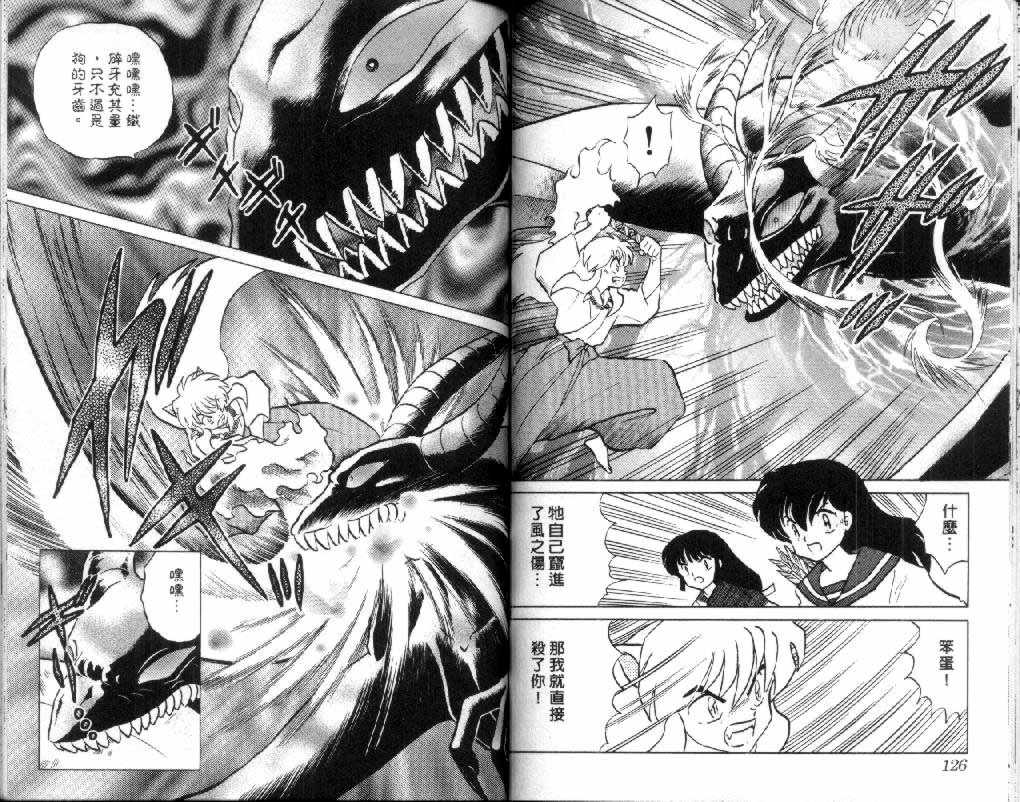 !
什麼⋯
牠自己竄進
了風之傷⋯
笨蛋!
那我就直接
殺了你!
126
嘿嘿嘿⋯鐵
碎牙充其量
,只不過是
狗的牙齒。
嘿嘿⋯